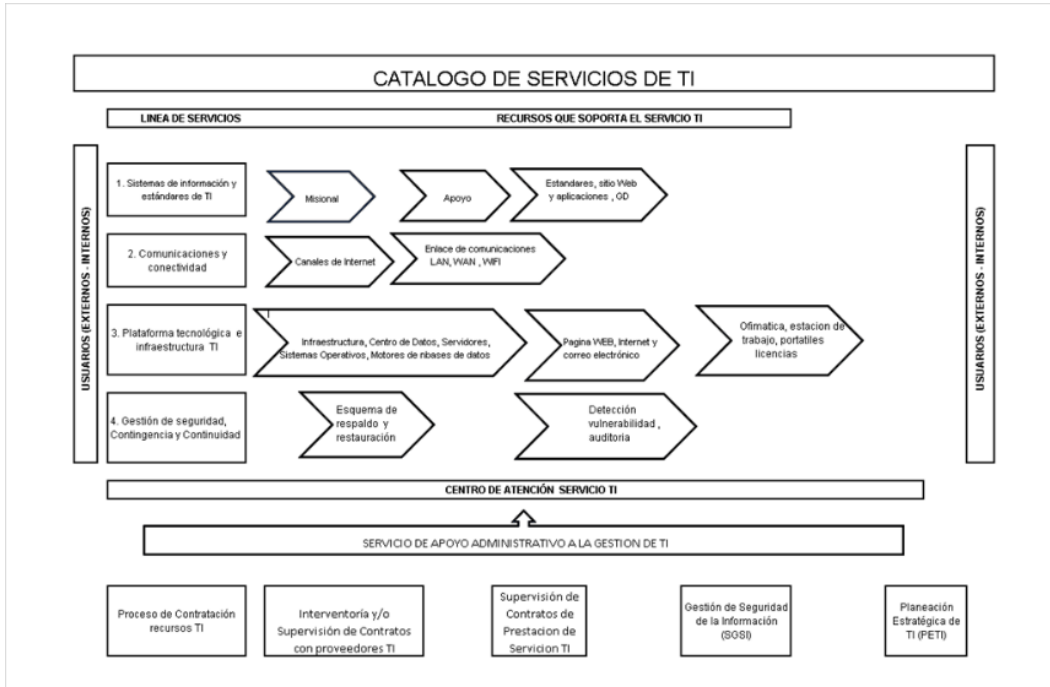 CATALOGO DE SERVICIOS DE TI
LINEA DE SERVICIOS
RECURSOS QUE SOPORTA EL SERVICIO TI
USUARIOS (EXTERNOS - INTERNOS)
1. Sistemas de información y
estándares de TI
Misional
Apoyo
Estandares, sitio Web
y aplicaciones , GD
2. Comunicaciones y
conectividad
Canales de Internet
Enlace de comunicaciones
LAN, WAN , WIFI
3. Plataforma tecnológica e
infraestructura TI
T
Infraestructura, Centro de Datos, Servidores,
Sistemas Operativos, Motores de nbases de datos
Pagina WEB, Internet y
correo electrónico
Ofimatica, estacion de
trabajo, portatiles
licencias
4. Gestión de seguridad,
Contingencia y Continuidad
Esquema de
respaldo y
restauración
Detección
vulnerabilidad ,
auditoria
USUARIOS (EXTERNOS - INTERNOS)
CENTRO DE ATENCIÓN SERVICIO TI
SERVICIO DE APOYO ADMINISTRATIVO A LA GESTION DE TI
Proceso de Contratación
recursos TI
Interventoría y/o
Supervisión de Contratos
con proveedores TI
Supervisión de
Contratos de
Prestacion de
Servicion TI
Gestión de Seguridad
de la Información
(SGSI)
Planeación
Estratégica de
TI (PETI)